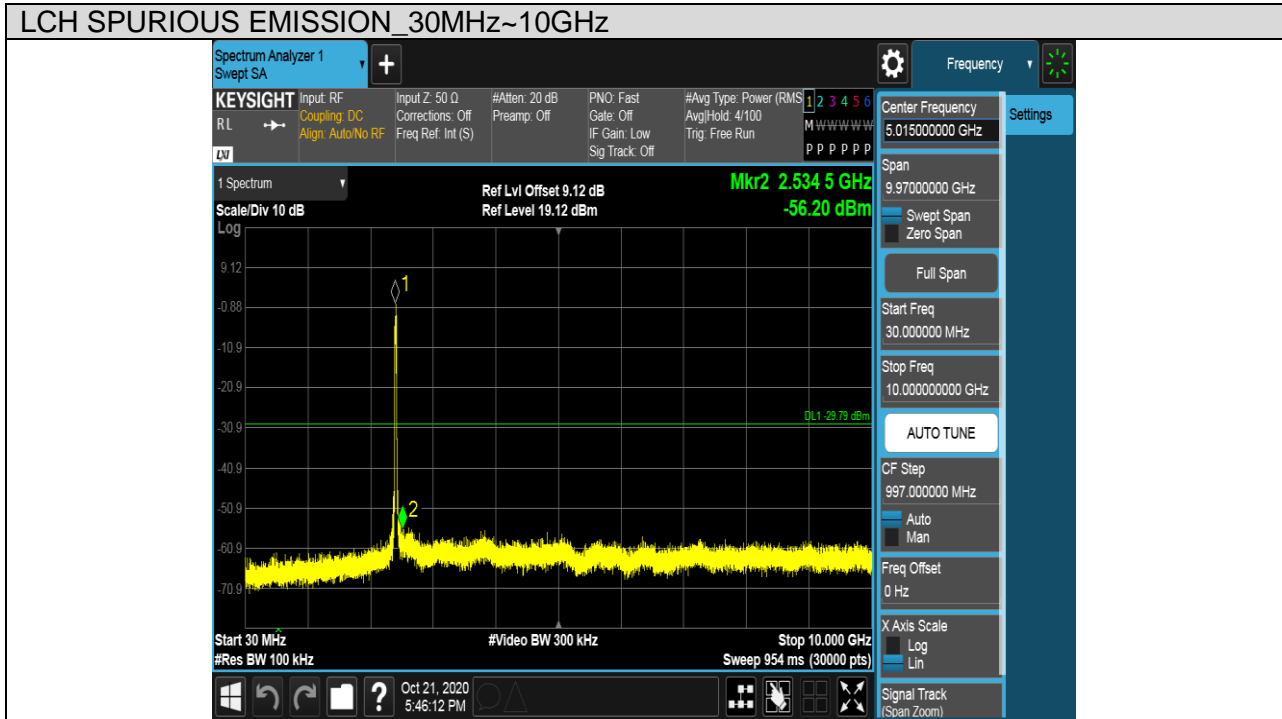 LCH SPURIOUS EMISSION_30MHz~10GHz
Spectrum Analyzer 1
Swept SA
+
Frequency
KEYSIGHT
RL
LXI
Input: RF
Coupling: DC
Align: Auto/No RF
Input Z: 50 Ω
Corrections: Off
Freq Ref: Int (S)
#Atten: 20 dB
Preamp: Off
PNO: Fast
Gate: Off
IF Gain: Low
Sig Track: Off
#Avg Type: Power (RMS
Avg|Hold: 4/100
Trig: Free Run
1 2 3 4 5 6
M W W W W W
P P P P P P
1 Spectrum
Ref Lvl Offset 9.12 dB
Mkr2 2.534 5 GHz
Scale/Div 10 dB
Ref Level 19.12 dBm
-56.20 dBm
Log
9.12
1
-0.88
-10.9
-20.9
DL1 -29.79 dBm
-30.9
-40.9
-50.9
2
-60.9
-70.9
Start 30 MHz
#Video BW 300 kHz
Stop 10.000 GHz
#Res BW 100 kHz
Sweep 954 ms (30000 pts)
?
Oct 21, 2020
5:46:12 PM
Center Frequency
5.015000000 GHz
Settings
Span
9.97000000 GHz
Swept Span
Zero Span
Full Span
Start Freq
30.000000 MHz
Stop Freq
10.000000000 GHz
AUTO TUNE
CF Step
997.000000 MHz
Auto
Man
Freq Offset
0 Hz
X Axis Scale
Log
Lin
Signal Track
(Span Zoom)